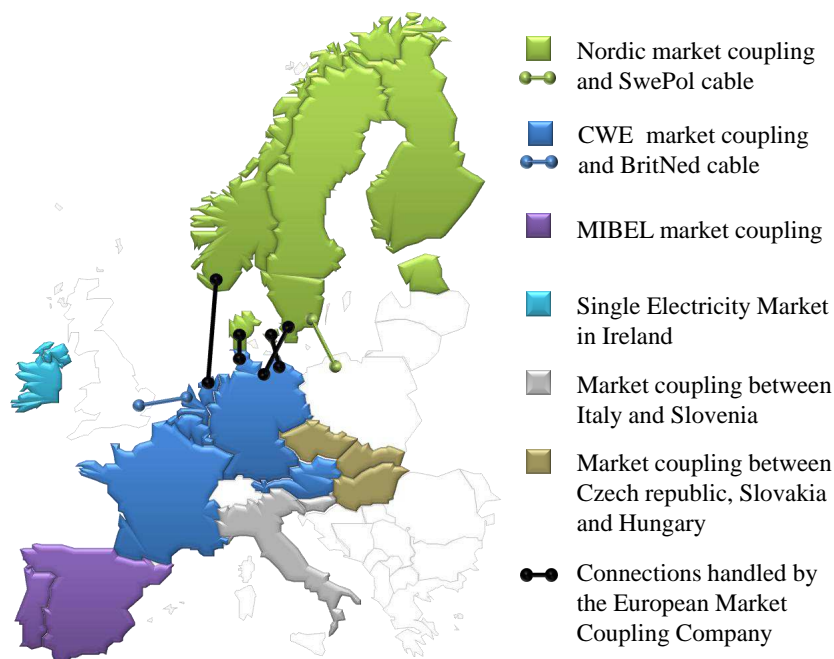 Nordic market coupling
and SwePol cable
CWE market coupling
and BritNed cable
MIBEL market coupling
Single Electricity Market
in Ireland
Market coupling between
Italy and Slovenia
Market coupling between
Czech republic, Slovakia
and Hungary
Connections handled by
the European Market
Coupling Company